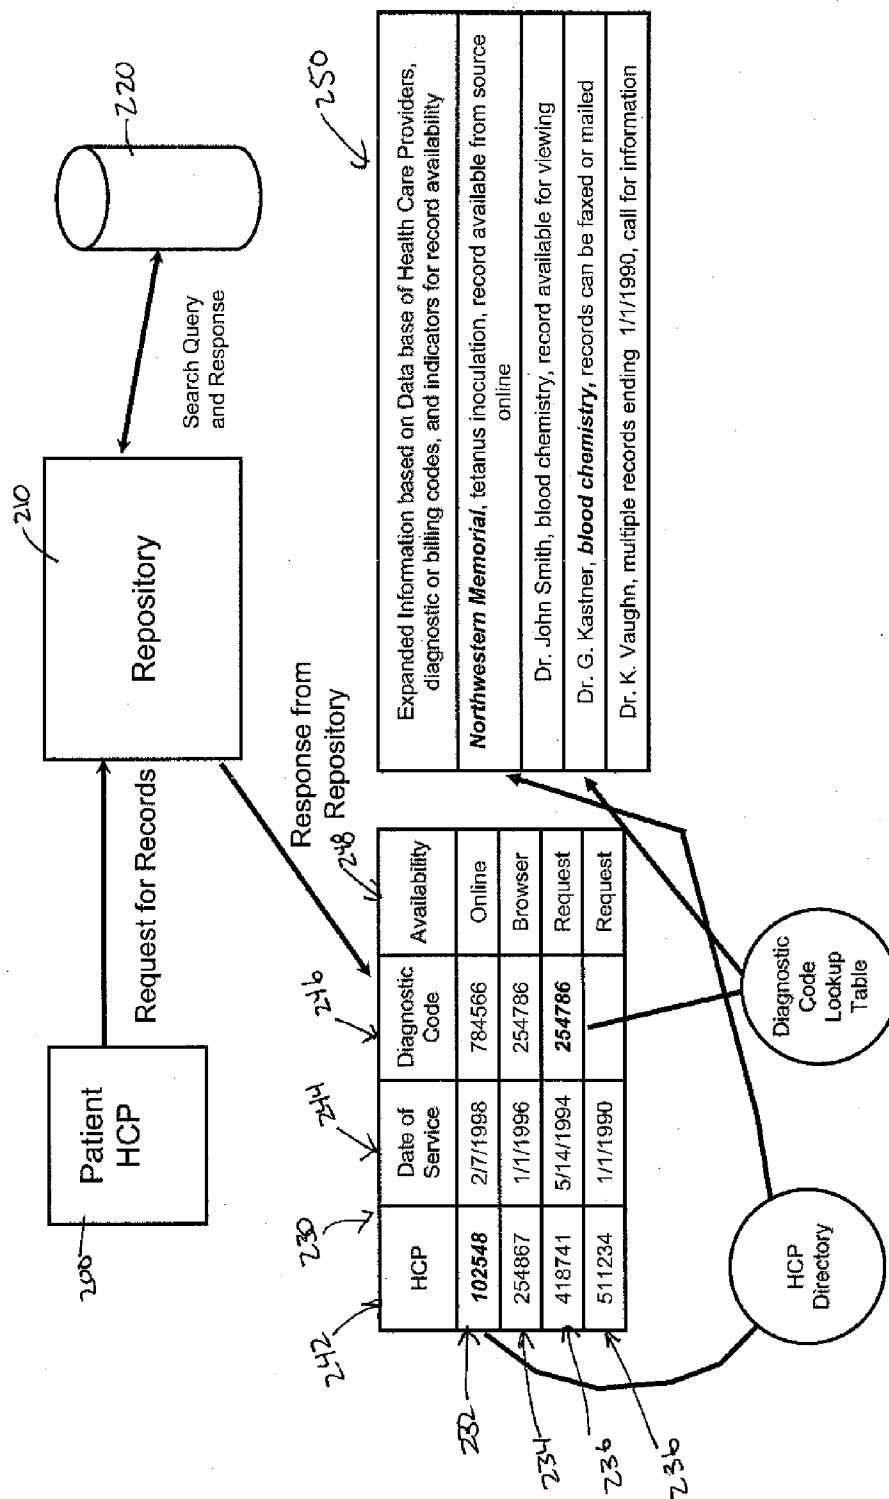 200
Patient
HCP
Request for Records
210
Repository
Search Query
and Response
220
Response from
Repository
230
242
244
246
248
HCP
Date of
Service
Diagnostic
Code
Availability
232
102548
2/7/1998
784566
Online
234
254867
1/1/1996
254786
Browser
236
418741
5/14/1994
254786
Request
236
511234
1/1/1990
Request
250
Expanded Information based on Data base of Health Care Providers,
diagnostic or billing codes, and indicators for record availability
Northwestern Memorial, tetanus inoculation, record available from source
online
Dr. John Smith, blood chemistry, record available for viewing
Dr. G. Kastner, blood chemistry, records can be faxed or mailed
Dr. K. Vaughn, multiple records ending 1/1/1990, call for information
HCP
Directory
Diagnostic
Code
Lookup
Table